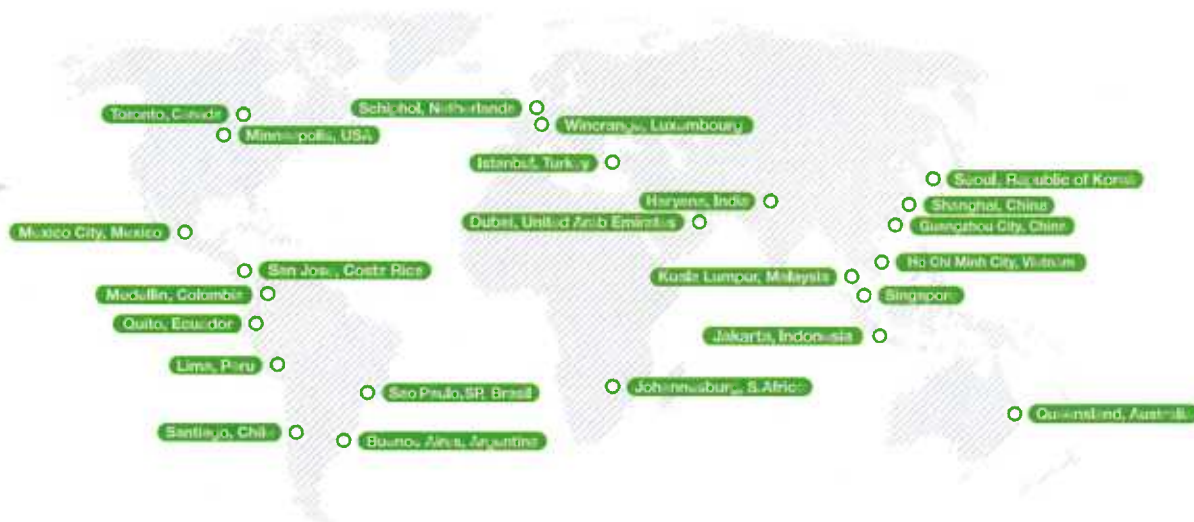 Toronto, Canada
Minneapolis, USA
Schiphol, Netherlands
Wincrange, Luxembourg
Istanbul, Turkey
Seoul, Republic of Korea
Haryana, India
Shanghai, China
Dubai, United Arab Emirates
Guangzhou City, China
Mexico City, Mexico
Ho Chi Minh City, Vietnam
San Jose, Costa Rica
Kuala Lumpur, Malaysia
Medellin, Colombia
Singapore
Quito, Ecuador
Jakarta, Indonesia
Lima, Peru
Johannesburg, S.Africa
Sao Paulo,SP, Brasil
Queensland, Australia
Santiago, Chile
Buenos Aires, Argentina